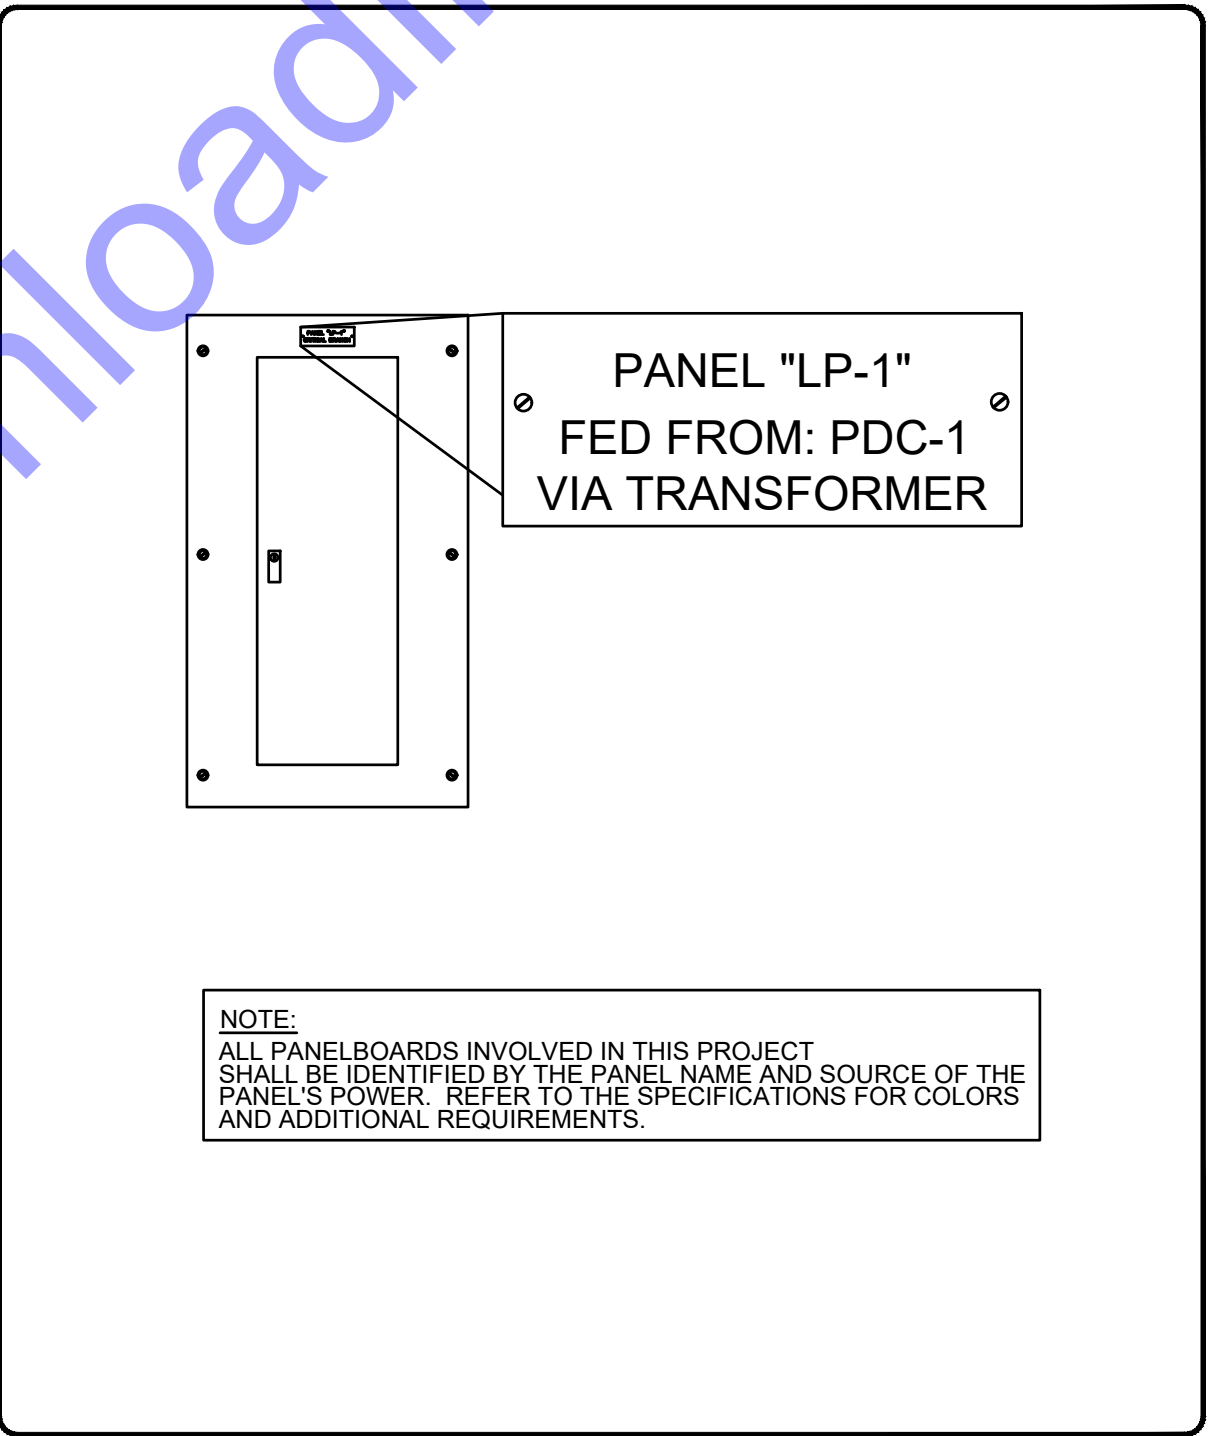 PANEL "LP-1"
FED FROM: PDC-1
VIA TRANSFORMER
NOTE:
ALL PANELBOARDS INVOLVED IN THIS PROJECT
SHALL BE IDENTIFIED BY THE PANEL NAME AND SOURCE OF THE
PANEL'S POWER.  REFER TO THE SPECIFICATIONS FOR COLORS
AND ADDITIONAL REQUIREMENTS.